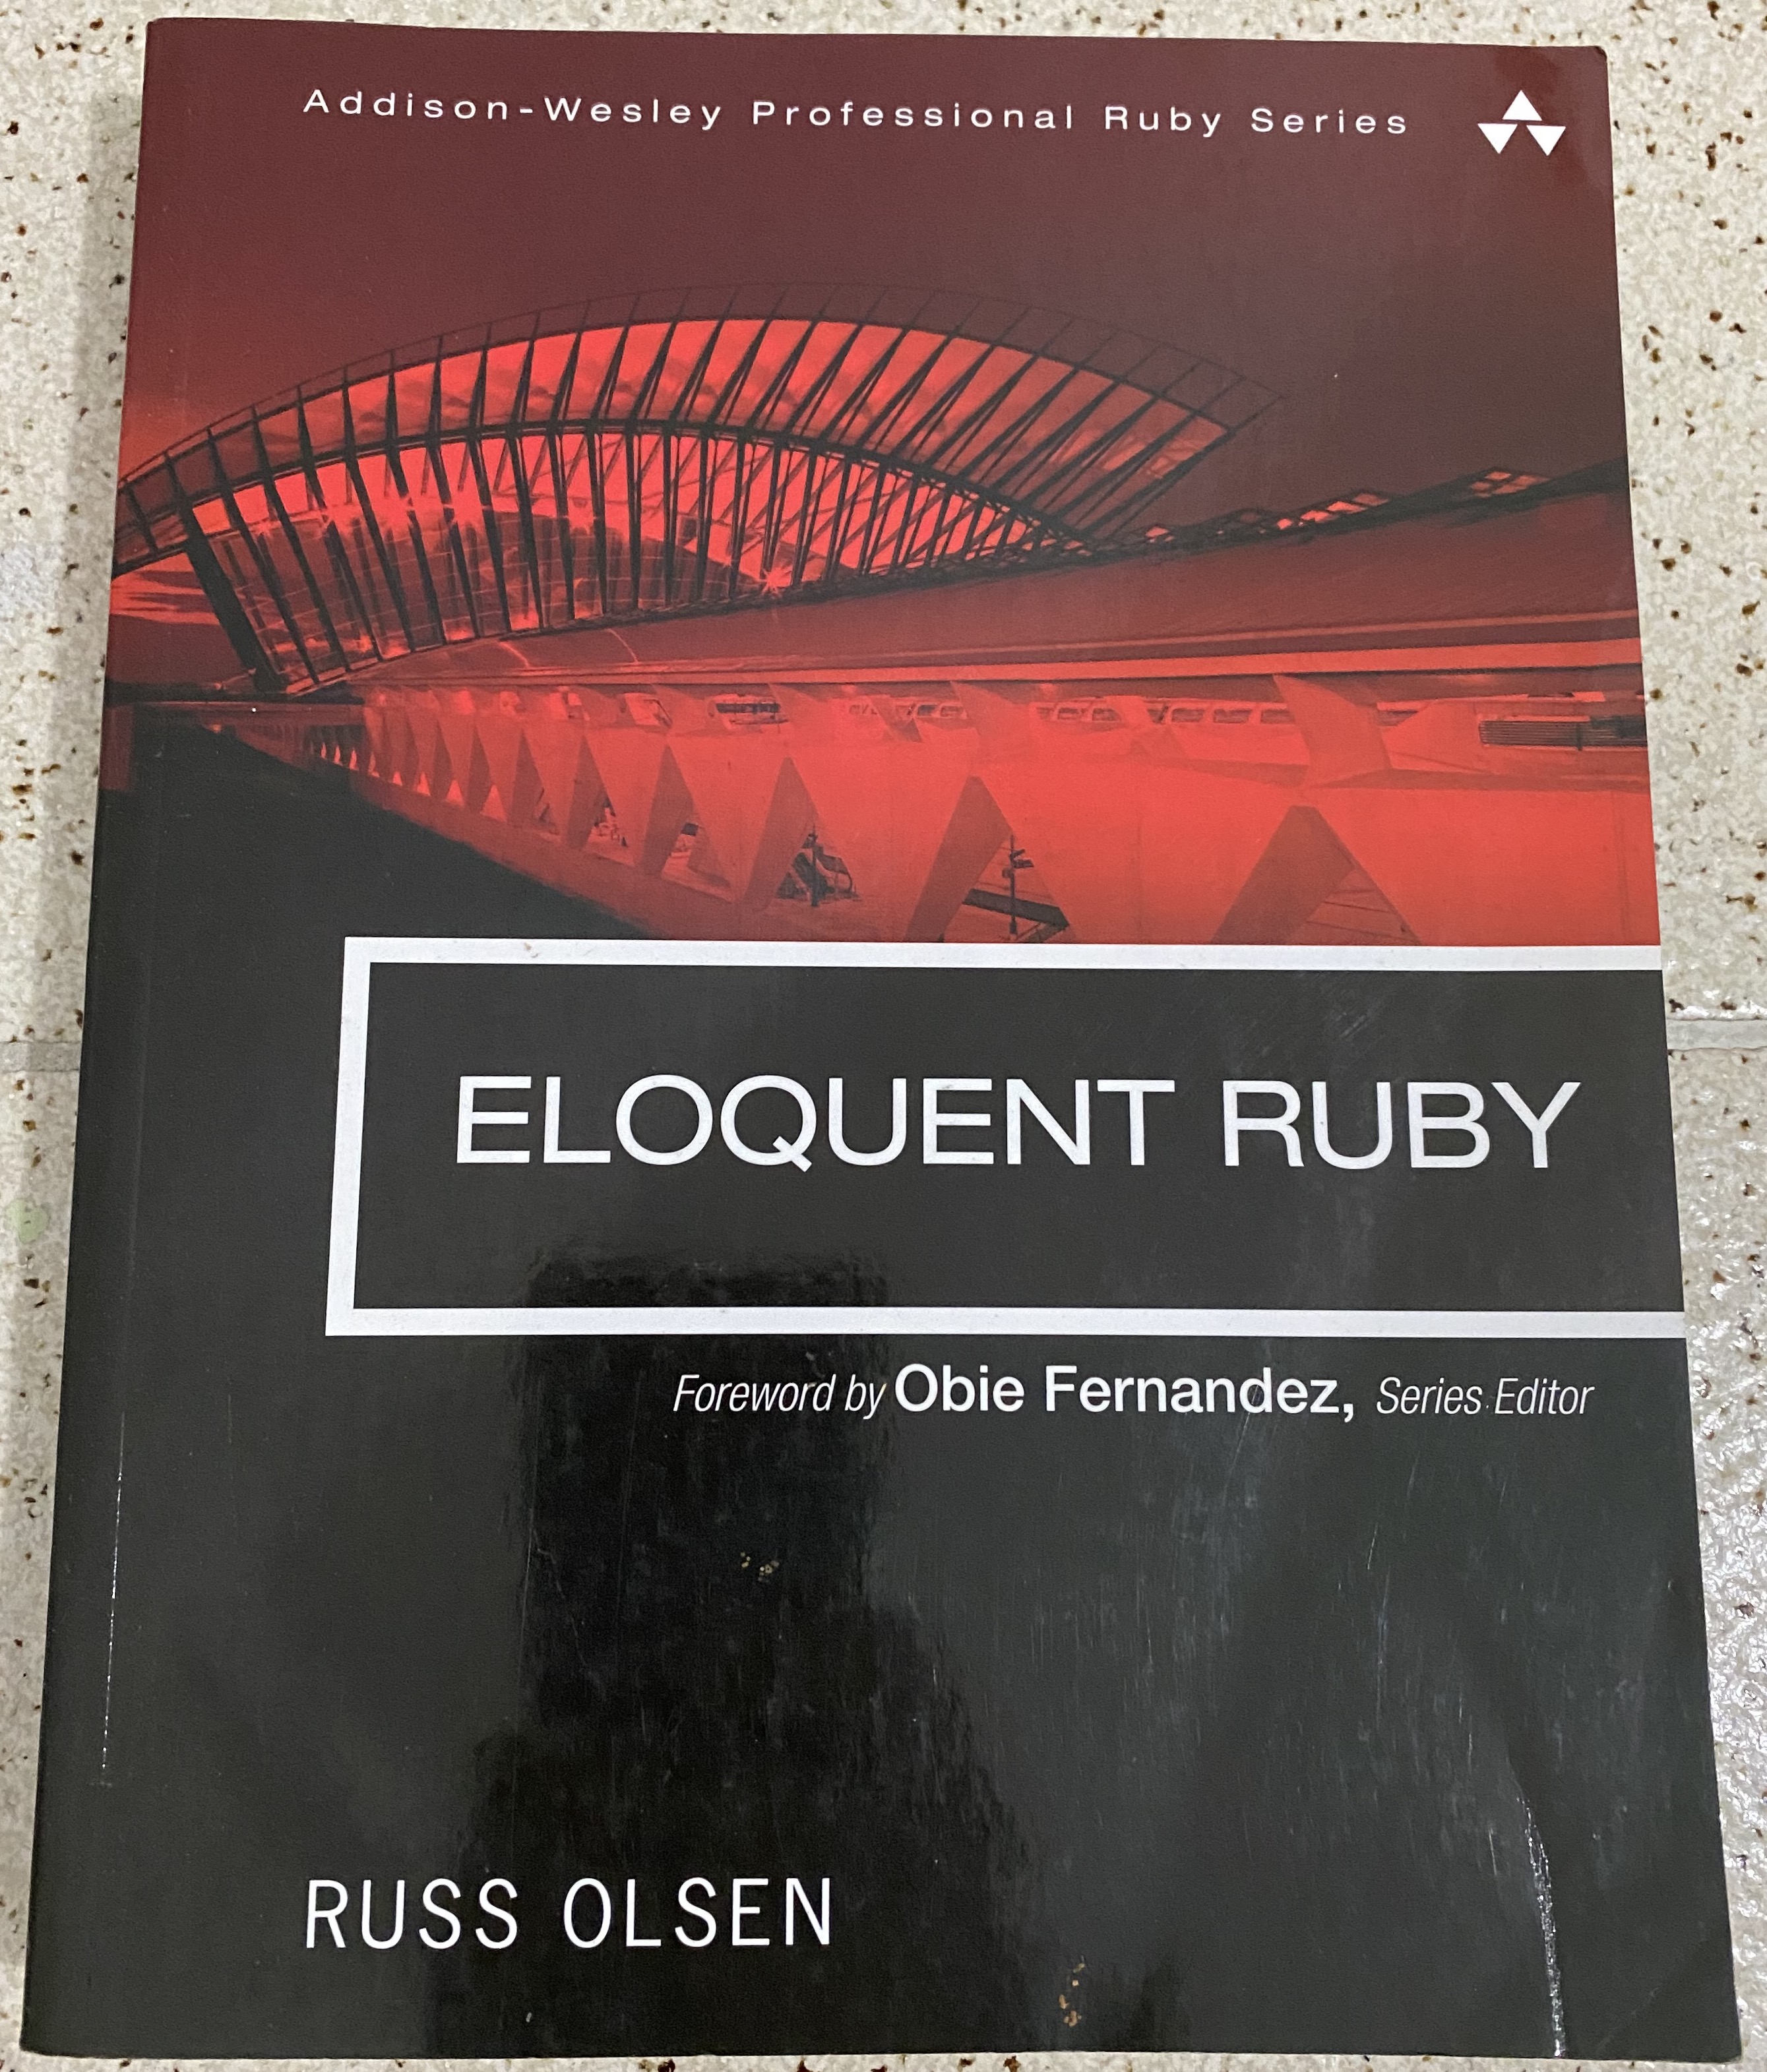 Addison-Wesley Professional Ruby Series
ELOQUENT RUBY
Foreword by Obie Fernandez, Series Editor
RUSS OLSEN